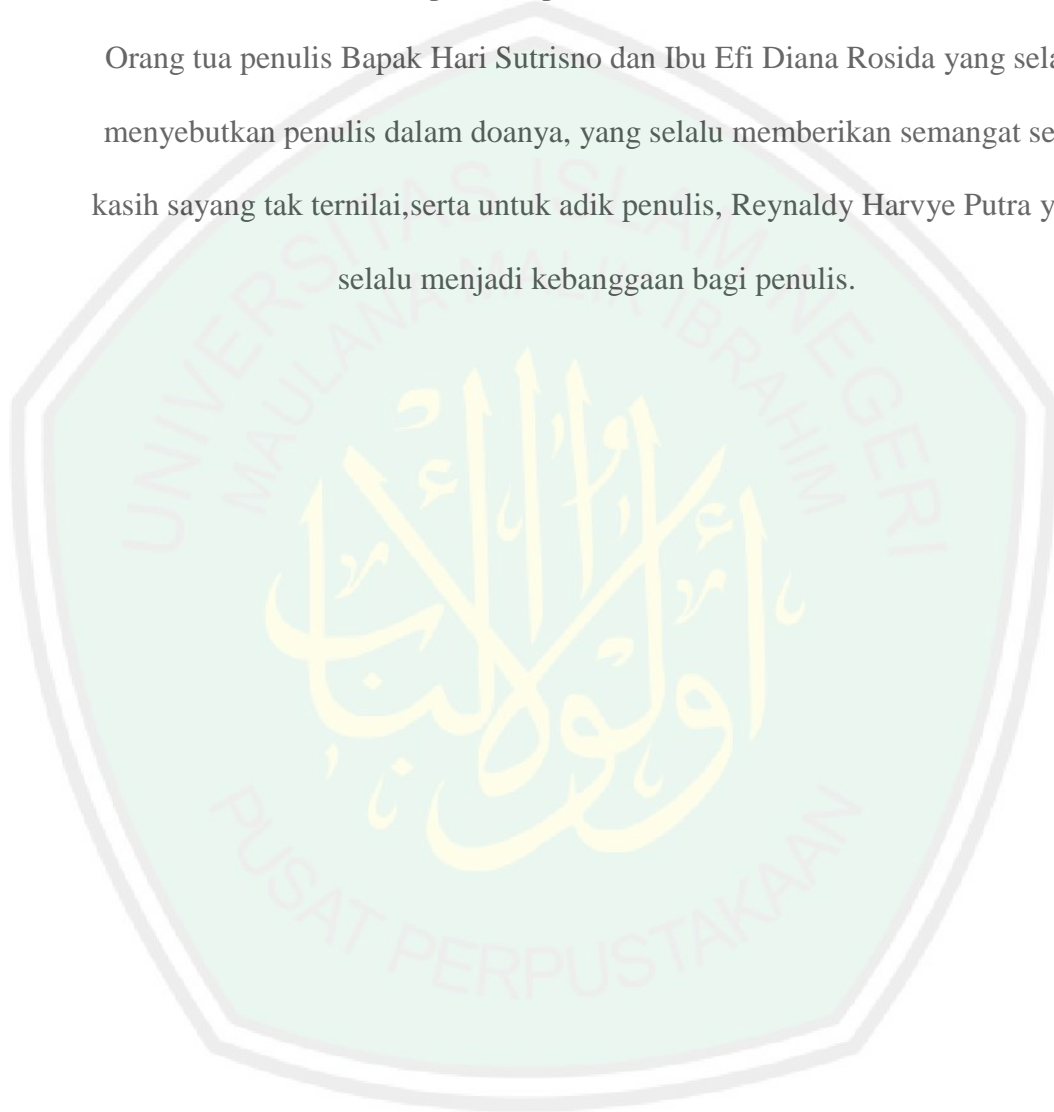 Orang tua penulis Bapak Hari Sutrisno dan Ibu Efi Diana Rosida yang
menyebutkan penulis dalam doanya, yang selalu memberikan semangat
kasih sayang tak ternilai,serta untuk adik penulis, Reynaldy Harvye Putra
selalu menjadi kebanggaan bagi penulis.
UNIVERSITAS ISLAM NEGERI
MAULANA MALIK IBRAHIM
أولوا الألباب
PUSAT PERPUSTAKAAN